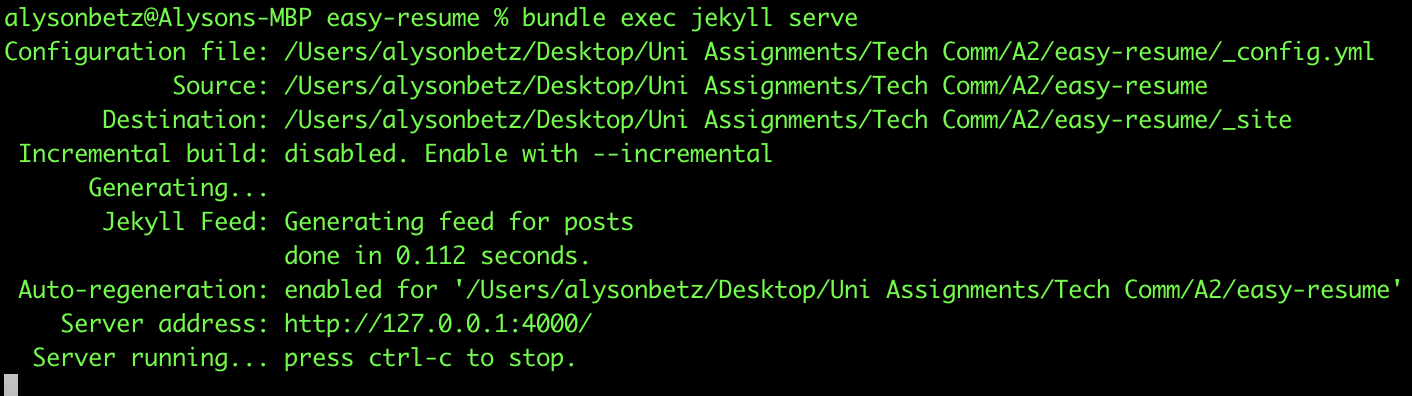 alysonbetz@Alysons-MBP easy-resume % bundle exec jekyll serve
Configuration file: /Users/alysonbetz/Desktop/Uni Assignments/Tech Comm/A2/easy-resume/_config.yml
Source: /Users/alysonbetz/Desktop/Uni Assignments/Tech Comm/A2/easy-resume
Destination: /Users/alysonbetz/Desktop/Uni Assignments/Tech Comm/A2/easy-resume/_site
Incremental build: disabled. Enable with --incremental
Generating...
Jekyll Feed: Generating feed for posts
done in 0.112 seconds.
Auto-regeneration: enabled for '/Users/alysonbetz/Desktop/Uni Assignments/Tech Comm/A2/easy-resume'
Server address: http://127.0.0.1:4000/
Server running... press ctrl-c to stop.